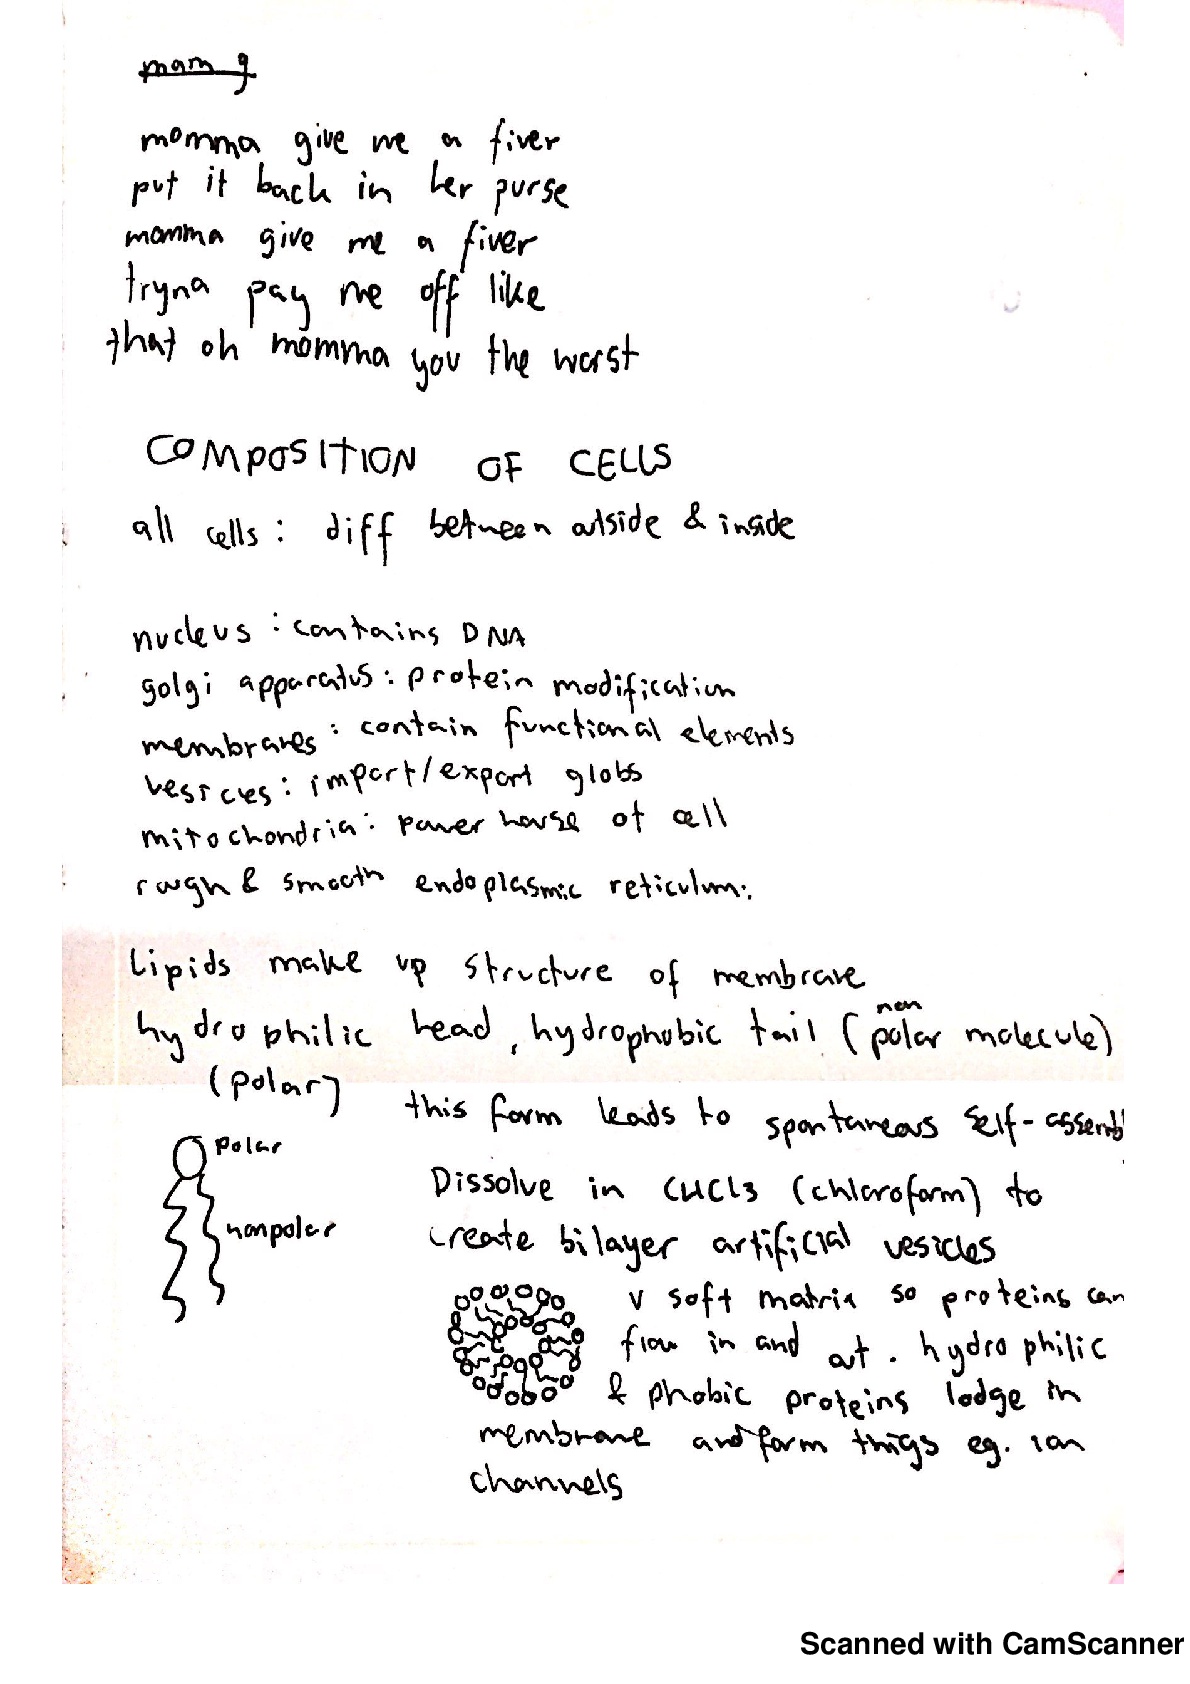 mam g
momma give me a fiver
put it back in her purse
momma give me a fiver
tryna pay me off like
that oh momma you the worst
COMPOSITION OF CELLS
all cells: diff between outside & inside
nucleus: contains DNA
golgi apparatus: protein modification
membranes: contain functional elements
vesicles: import/export globs
mitochondria: power house of cell
rough & smooth endoplasmic reticulum:
Lipids make up structure of membrane
non
hydrophilic head, hydrophobic tail (polar molecule)
(polar)
this form leads to spontaneous self-assembl
polar
nonpolar
Dissolve in CHCl3 (chloroform) to
create bilayer artificial vesicles
v soft matrix so proteins can
flow in and out. hydrophilic
& phobic proteins lodge in
membrane and form thigs eg. ion
channels
Scanned with CamScanner